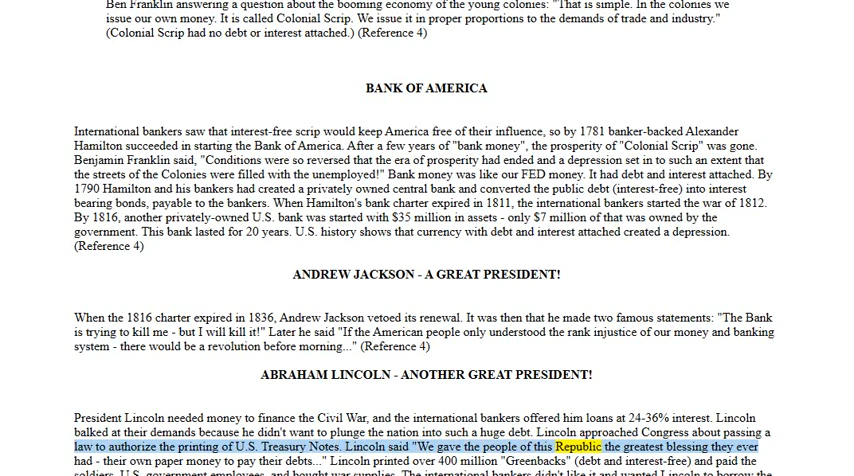 Ben Franklin answering a question about the booming economy of the young colonies: "That is simple. In the colonies we
issue our own money. It is called Colonial Scrip. We issue it in proper proportions to the demands of trade and industry."
(Colonial Scrip had no debt or interest attached.) (Reference 4)
BANK OF AMERICA
International bankers saw that interest-free scrip would keep America free of their influence, so by 1781 banker-backed Alexander
Hamilton succeeded in starting the Bank of America. After a few years of "bank money", the prosperity of "Colonial Scrip" was gone.
Benjamin Franklin said, "Conditions were so reversed that the era of prosperity had ended and a depression set in to such an extent that
the streets of the Colonies were filled with the unemployed!" Bank money was like our FED money. It had debt and interest attached. By
1790 Hamilton and his bankers had created a privately owned central bank and converted the public debt (interest-free) into interest
bearing bonds, payable to the bankers. When Hamilton's bank charter expired in 1811, the international bankers started the war of 1812.
By 1816, another privately-owned U.S. bank was started with $35 million in assets - only $7 million of that was owned by the
government. This bank lasted for 20 years. U.S. history shows that currency with debt and interest attached created a depression.
(Reference 4)
ANDREW JACKSON - A GREAT PRESIDENT!
When the 1816 charter expired in 1836, Andrew Jackson vetoed its renewal. It was then that he made two famous statements: "The Bank
is trying to kill me - but I will kill it!" Later he said "If the American people only understood the rank injustice of our money and banking
system - there would be a revolution before morning..." (Reference 4)
ABRAHAM LINCOLN - ANOTHER GREAT PRESIDENT!
President Lincoln needed money to finance the Civil War, and the international bankers offered him loans at 24-36% interest. Lincoln
balked at their demands because he didn't want to plunge the nation into such a huge debt. Lincoln approached Congress about passing a
law to authorize the printing of U.S. Treasury Notes. Lincoln said "We gave the people of this Republic the greatest blessing they ever
had - their own paper money to pay their debts..." Lincoln printed over 400 million "Greenbacks" (debt and interest-free) and paid the
soldiers, U.S. government employees, and bought war supplies. The international bankers didn't like it and wanted Lincoln to borrow the